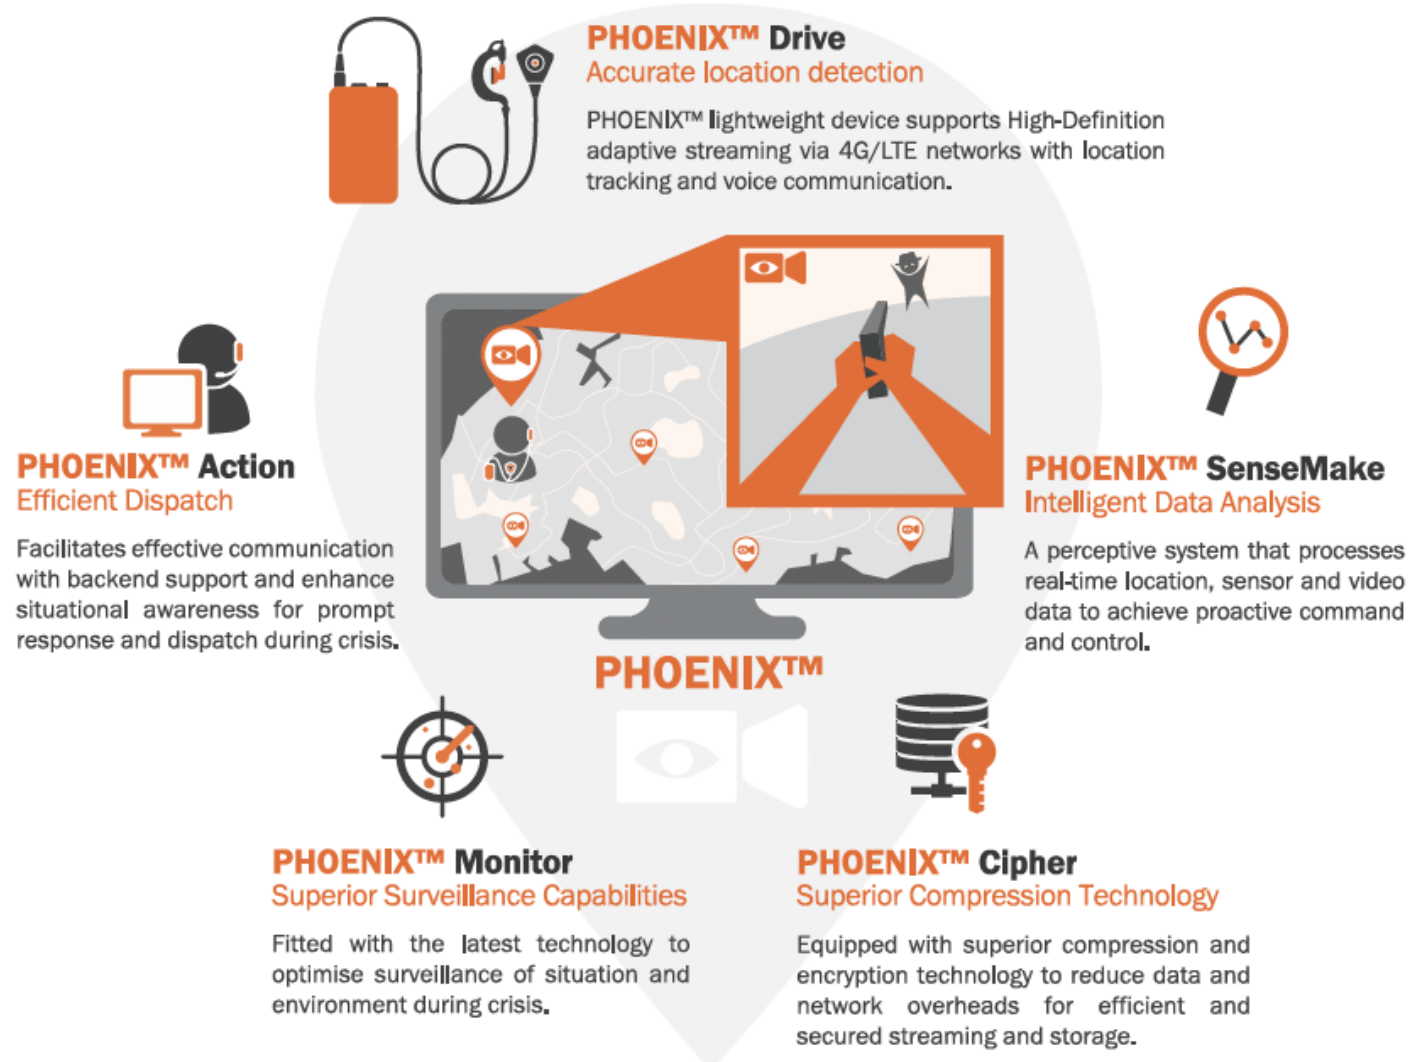 PHOENIX™ Drive
Accurate location detection
PHOENIX™ lightweight device supports High-Definition
adaptive streaming via 4G/LTE networks with location
tracking and voice communication.
PHOENIX™ Action
Efficient Dispatch
Facilitates effective communication
with backend support and enhance
situational awareness for prompt
response and dispatch during crisis.
PHOENIX™ SenseMake
Intelligent Data Analysis
A perceptive system that processes
real-time location, sensor and video
data to achieve proactive command
and control.
PHOENIX™
PHOENIX™ Monitor
Superior Surveillance Capabilities
Fitted with the latest technology to
optimise surveillance of situation and
environment during crisis.
PHOENIX™ Cipher
Superior Compression Technology
Equipped with superior compression and
encryption technology to reduce data and
network overheads for efficient and
secured streaming and storage.